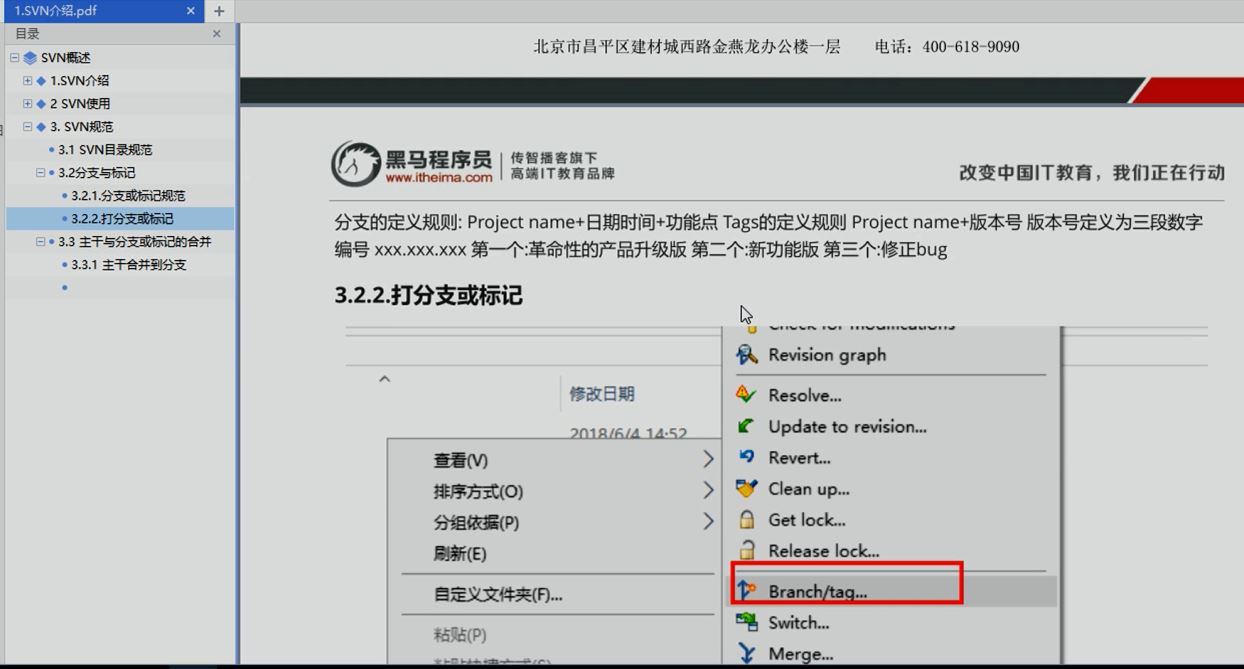 1.SVN介绍.pdf
目录
SVN概述
1.SVN介绍
2 SVN使用
3. SVN规范
3.1 SVN目录规范
3.2分支与标记
3.2.1.分支或标记规范
3.2.2.打分支或标记
3.3 主干与分支或标记的合并
3.3.1 主干合并到分支
北京市昌平区建材城西路金燕龙办公楼一层 电话：400-618-9090
黑马程序员
www.itheima.com
传智播客旗下
高端IT教育品牌
改变中国IT教育，我们正在行动
分支的定义规则: Project name+日期时间+功能点 Tags的定义规则 Project name+版本号 版本号定义为三段数字
编号 xxx.xxx.xxx 第一个:革命性的产品升级版 第二个:新功能版 第三个:修正bug
3.2.2.打分支或标记
修改日期
2018/6/4 14:52
查看(V)
排序方式(O)
分组依据(P)
刷新(E)
自定义文件夹(F)...
粘贴(P)
粘贴快捷方式(S)
Check for modifications
Revision graph
Resolve...
Update to revision...
Revert...
Clean up...
Get lock...
Release lock...
Branch/tag...
Switch...
Merge...